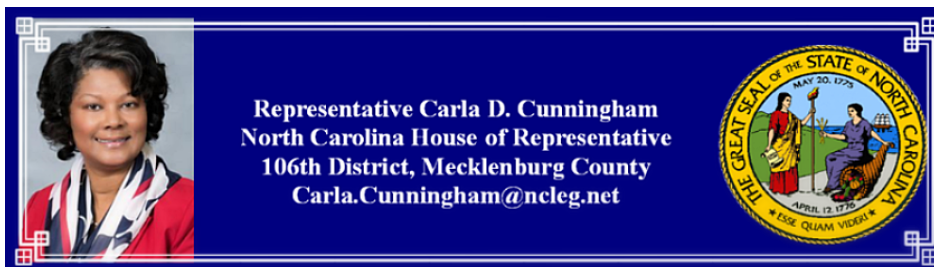 Representative Carla D. Cunningham
North Carolina House of Representative
106th District, Mecklenburg County
Carla.Cunningham@ncleg.net
THE GREAT SEAL OF THE STATE OF NORTH CAROLINA
MAY 20, 1775
APRIL 12, 1776
ESSE QUAM VIDERI